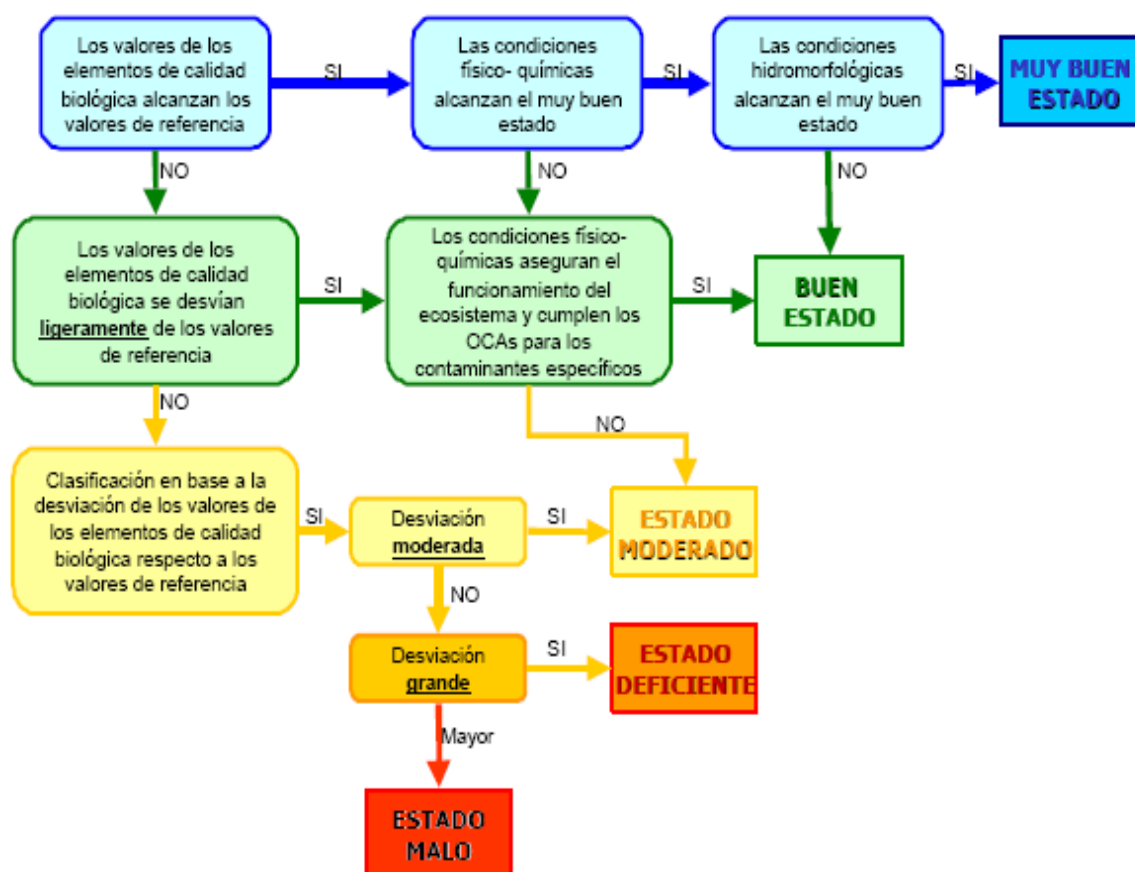 Los valores de los
elementos de calidad
biológica alcanzan los
valores de referencia
SI
Las condiciones
físico- químicas
alcanzan el muy buen
estado
SI
Las condiciones
hidromorfológicas
alcanzan el muy buen
estado
SI
MUY BUEN
ESTADO
NO
NO
NO
Los valores de los
elementos de calidad
biológica se desvían
ligeramente de los valores
de referencia
SI
Los condiciones físico-
químicas aseguran el
funcionamiento del
ecosistema y cumplen los
OCAs para los
contaminantes específicos
SI
BUEN
ESTADO
NO
NO
Clasificación en base a la
desviación de los valores de
los elementos de calidad
biológica respecto a los
valores de referencia
SI
Desviación
moderada
SI
ESTADO
MODERADO
NO
Desviación
grande
SI
ESTADO
DEFICIENTE
Mayor
ESTADO
MALO